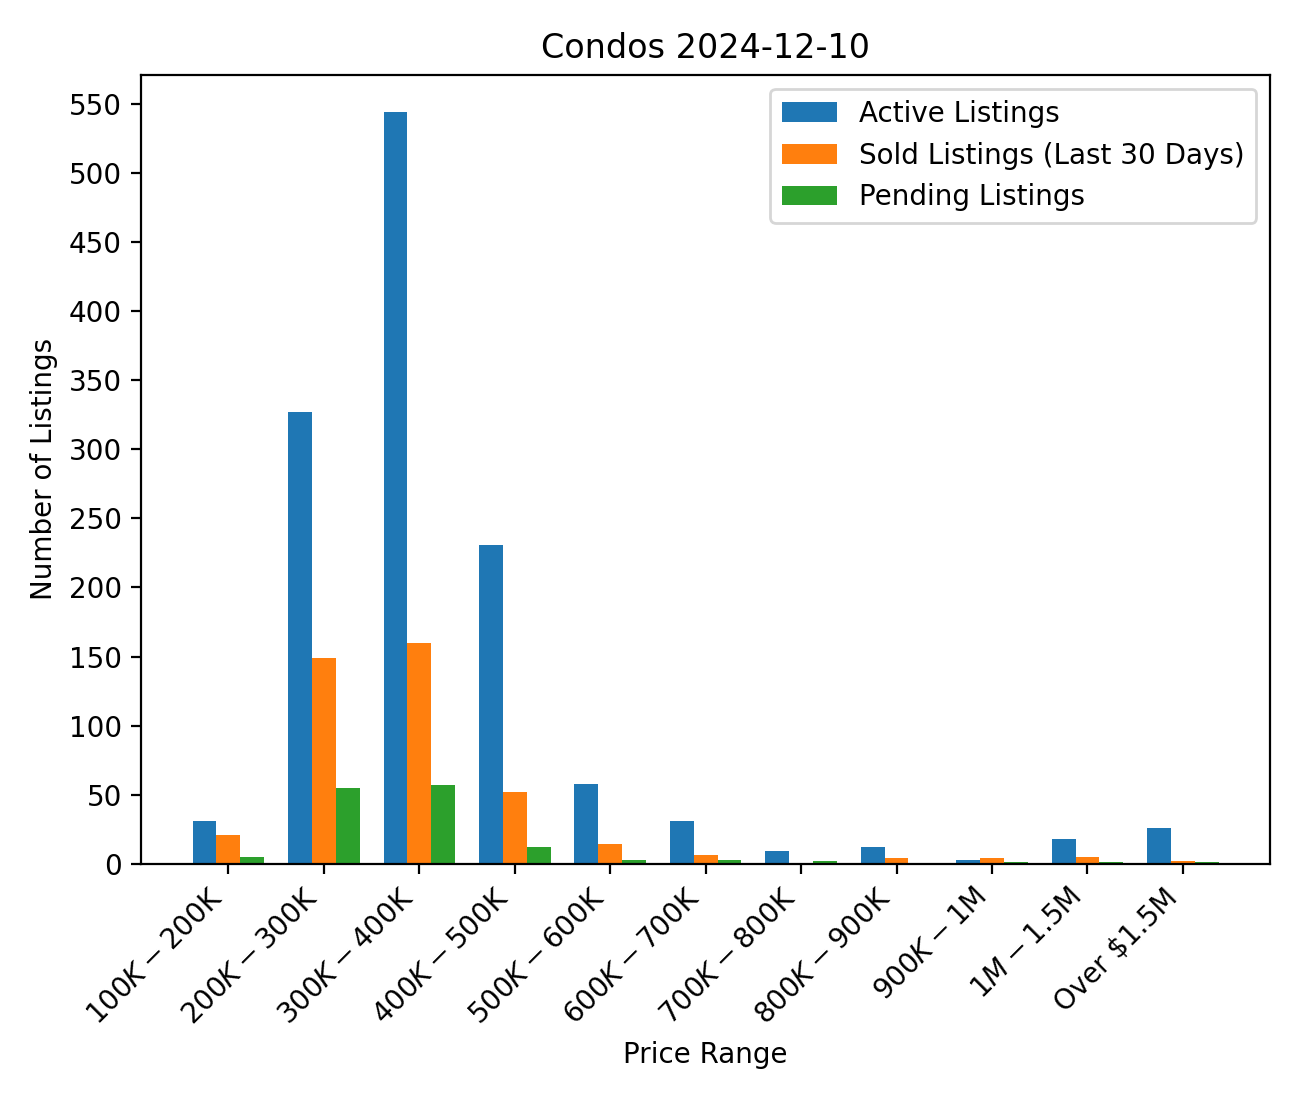 Condos 2024-12-10
Active Listings
Sold Listings (Last 30 Days)
Pending Listings
Number of Listings
550
500
450
400
350
300
250
200
150
100
50
0
100K − 200K
200K − 300K
300K − 400K
400K − 500K
500K − 600K
600K − 700K
700K − 800K
800K − 900K
900K − 1M
1M − 1.5M
Over $1.5M
Price Range